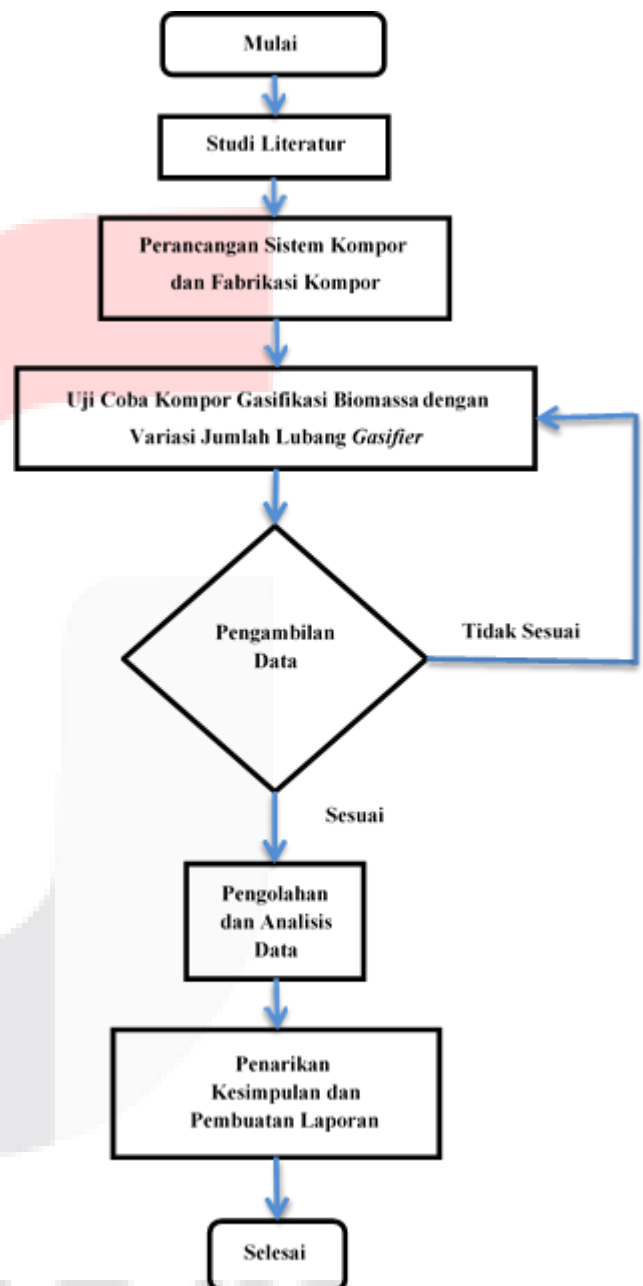 Mulai
Studi Literatur
Perancangan Sistem Kompor
dan Fabrikasi Kompor
Uji Coba Kompor Gasifikasi Biomassa dengan
Variasi Jumlah Lubang Gasifier
Pengambilan
Data
Tidak Sesuai
Sesuai
Pengolahan
dan Analisis
Data
Penarikan
Kesimpulan dan
Pembuatan Laporan
Selesai